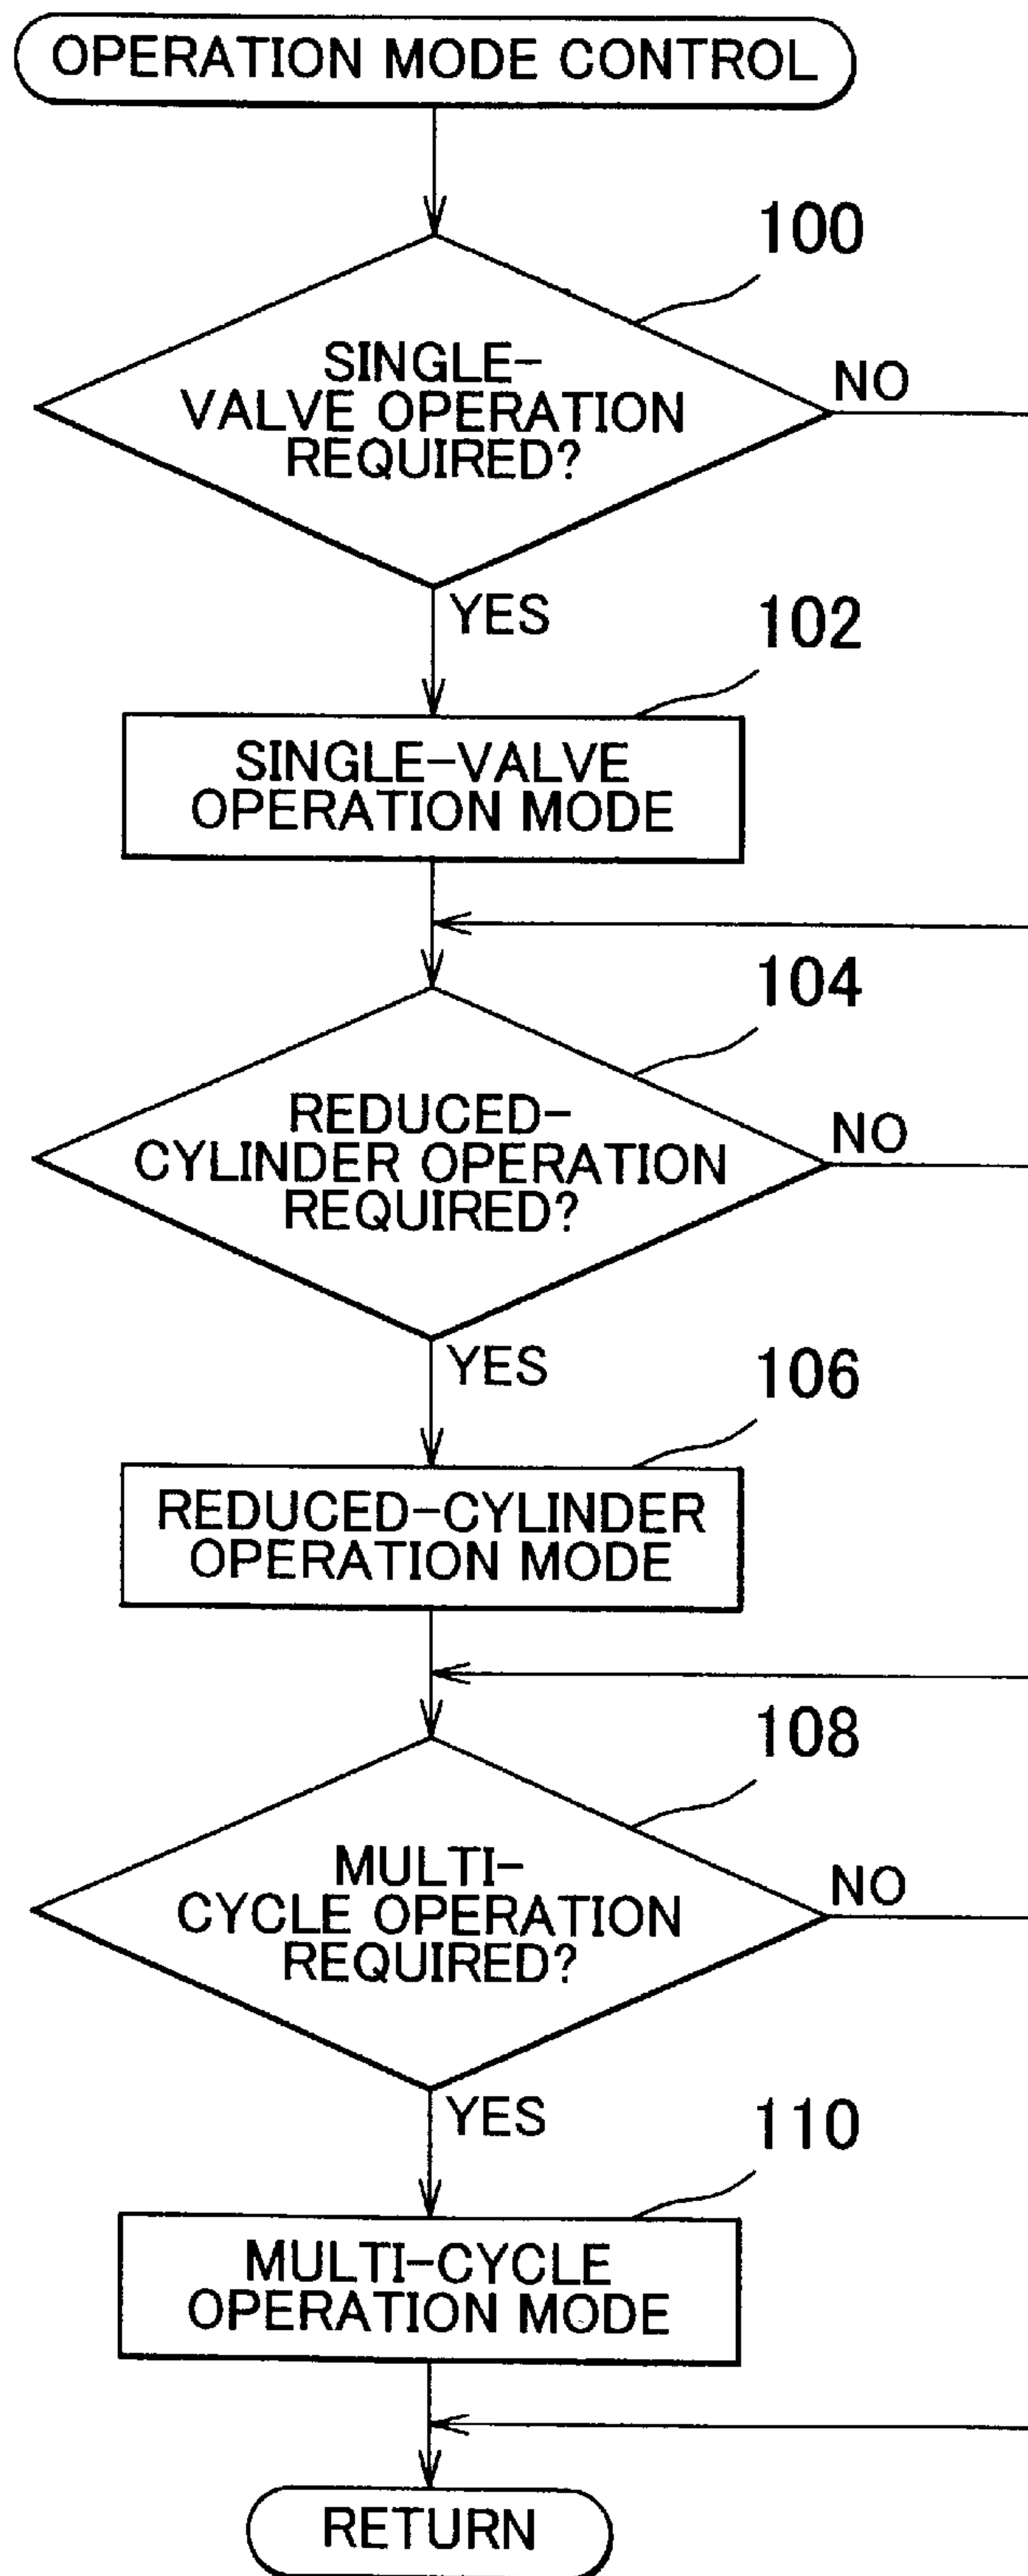 OPERATION MODE CONTROL
100
SINGLE-
VALVE OPERATION
REQUIRED?
NO
YES
102
SINGLE-VALVE
OPERATION MODE
104
REDUCED-
CYLINDER OPERATION
REQUIRED?
NO
YES
106
REDUCED-CYLINDER
OPERATION MODE
108
MULTI-
CYCLE OPERATION
REQUIRED?
NO
YES
110
MULTI-CYCLE
OPERATION MODE
RETURN